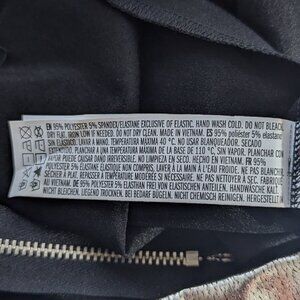 EN 95% POLYESTER 5% SPANDEX/ELASTANE EXCLUSIVE OF ELASTIC. HAND WASH COLD. DO NOT BLEACH
DRY FLAT. IRON LOW IF NEEDED. DO NOT DRY CLEAN. MADE IN VIETNAM. ES 95% poliéster 5% elastano
SIN ELASTICO. LAVAR A MANO. TEMPERATURA MÁXIMA 40 °C. NO USAR BLANQUEADOR. SECADO
EXTENDIDO. PLANCHAR A UNA TEMPERATURA MÁXIMA DE LA BASE DE 110 °C, SIN VAPOR. PLANCHAR CON
VAPOR PUEDE CAUSAR DAÑO IRREVERSIBLE. NO LIMPIEZA EN SECO. HECHO EN VIETNAM. FR 95%
POLYESTER 5% ÉLASTHANNE ÉLASTIQUE NON COMPRIS. LAVER À LA MAIN À L'EAU FROIDE. NE PAS
SÉCHER À PLAT. REPASSER À TEMPÉRATURE MODÉRÉE SI NÉCESSAIRE. NE PAS NETTOYER À SEC.
AU VIETNAM. DE 95% POLYESTER 5% ELASTHAN FREI VON ELASTISCHEN ANTEILEN. HANDWÄSCHE KALT
NICHT BLEICHEN. LIEGEND BEDARF BÜGELN. NICHT CHEMISCH REINIGEN. HERGESTELLT